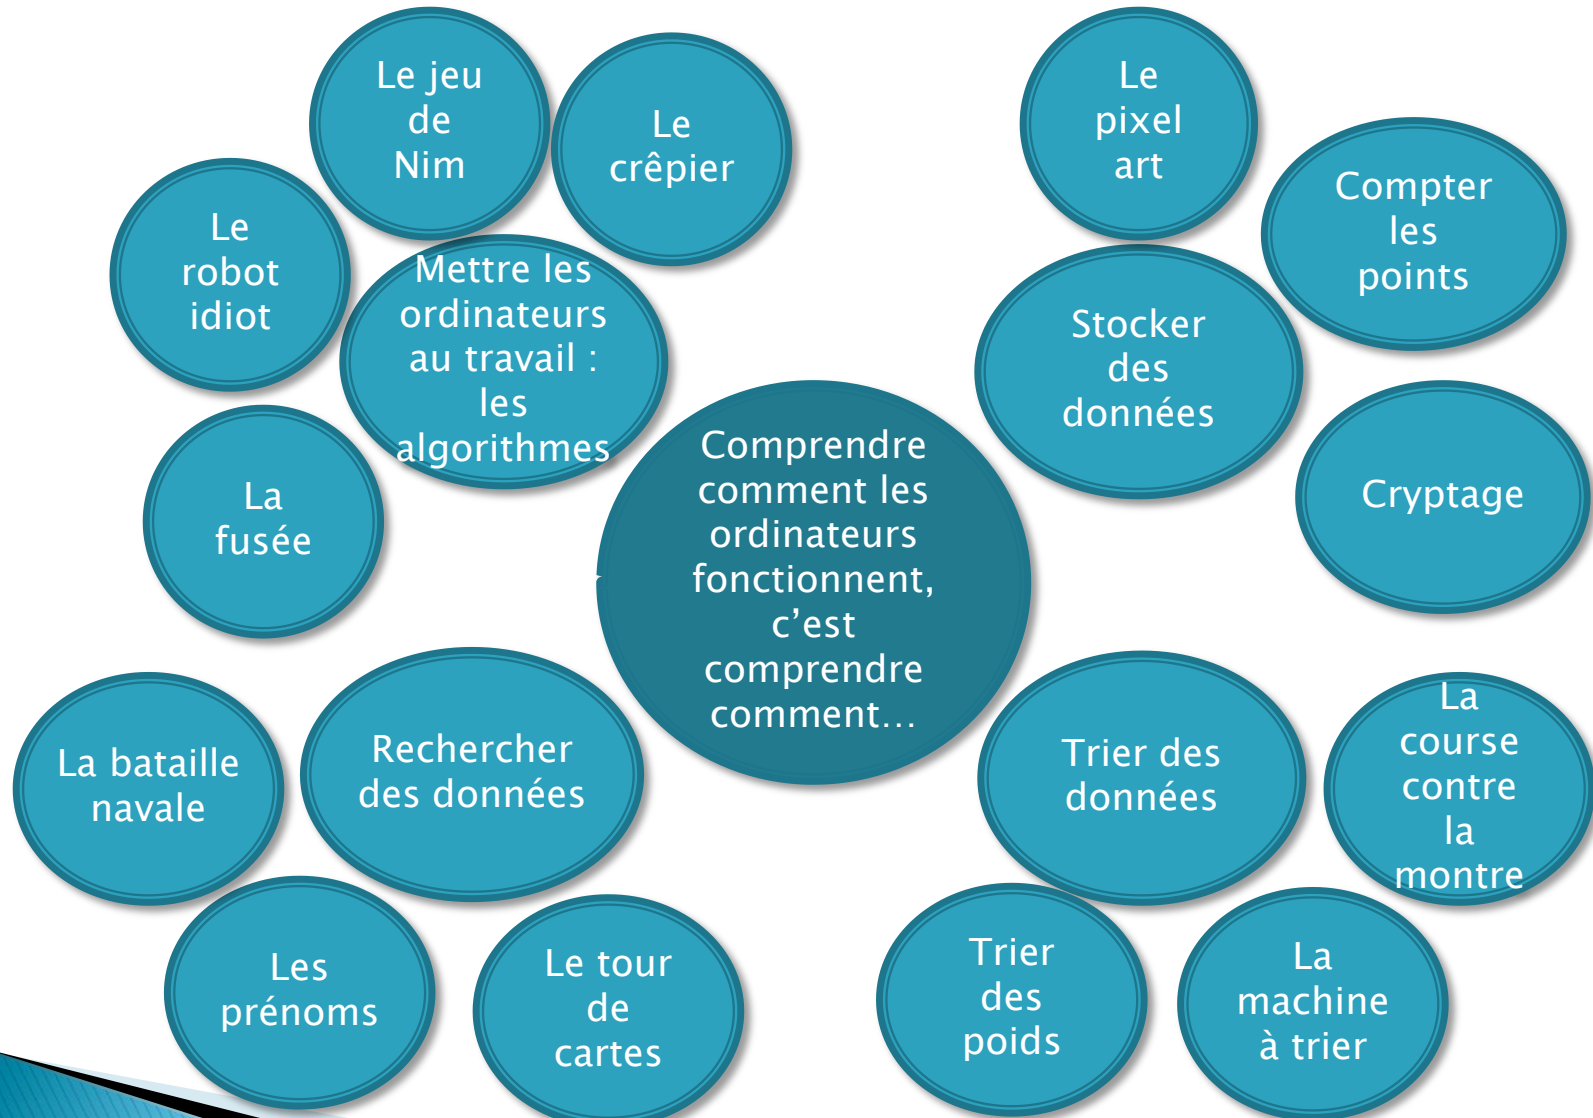 Le jeu
de
Nim
Le
crêpier
Le
robot
idiot
Mettre les
ordinateurs
au travail :
les
algorithmes
La
fusée
Le
pixel
art
Compter
les
points
Stocker
des
données
Cryptage
Comprendre
comment les
ordinateurs
fonctionnent,
c’est
comprendre
comment…
La bataille
navale
Rechercher
des données
Les
prénoms
Le tour
de
cartes
Trier des
données
La
course
contre
la
montre
Trier
des
poids
La
machine
à trier